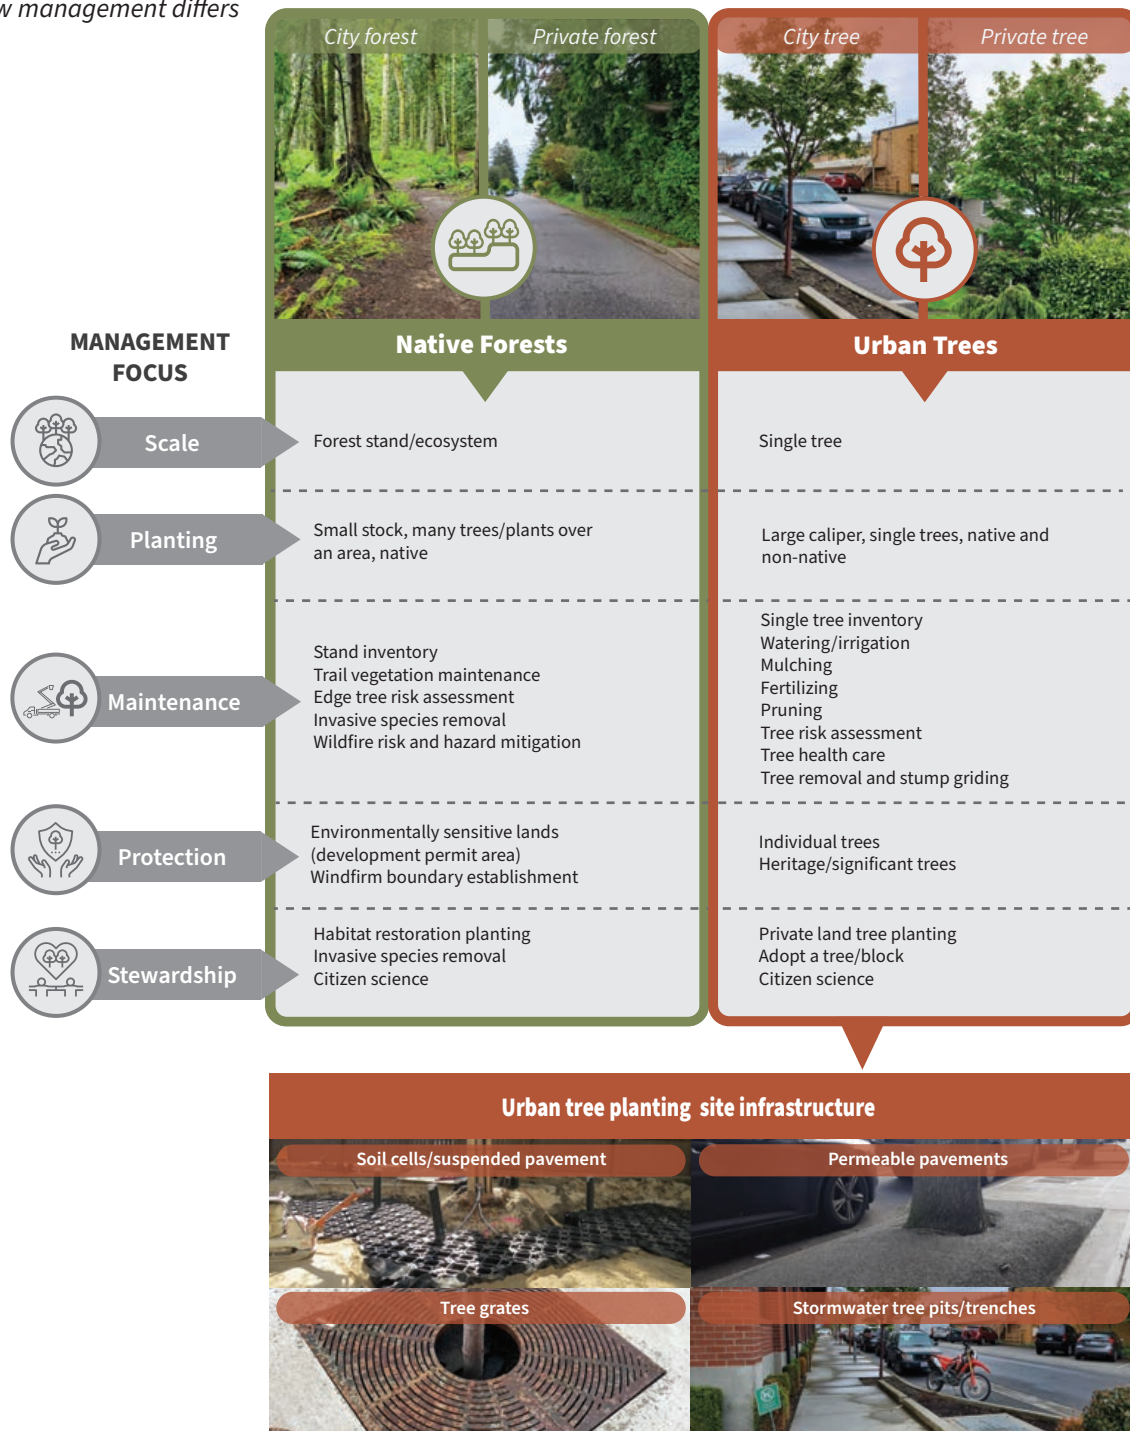 management differs
City forest
Private forest
City tree
Private tree
MANAGEMENT
FOCUS
Native Forests
Urban Trees
Scale
Forest stand/ecosystem
Single tree
Planting
Small stock, many trees/plants over
an area, native
Large caliper, single trees, native and
non-native
Maintenance
Stand inventory
Trail vegetation maintenance
Edge tree risk assessment
Invasive species removal
Wildfire risk and hazard mitigation
Single tree inventory
Watering/irrigation
Mulching
Fertilizing
Pruning
Tree risk assessment
Tree health care
Tree removal and stump griding
Protection
Environmentally sensitive lands
(development permit area)
Windfirm boundary establishment
Individual trees
Heritage/significant trees
Stewardship
Habitat restoration planting
Invasive species removal
Citizen science
Private land tree planting
Adopt a tree/block
Citizen science
Urban tree planting site infrastructure
Soil cells/suspended pavement
Permeable pavements
Tree grates
Stormwater tree pits/trenches